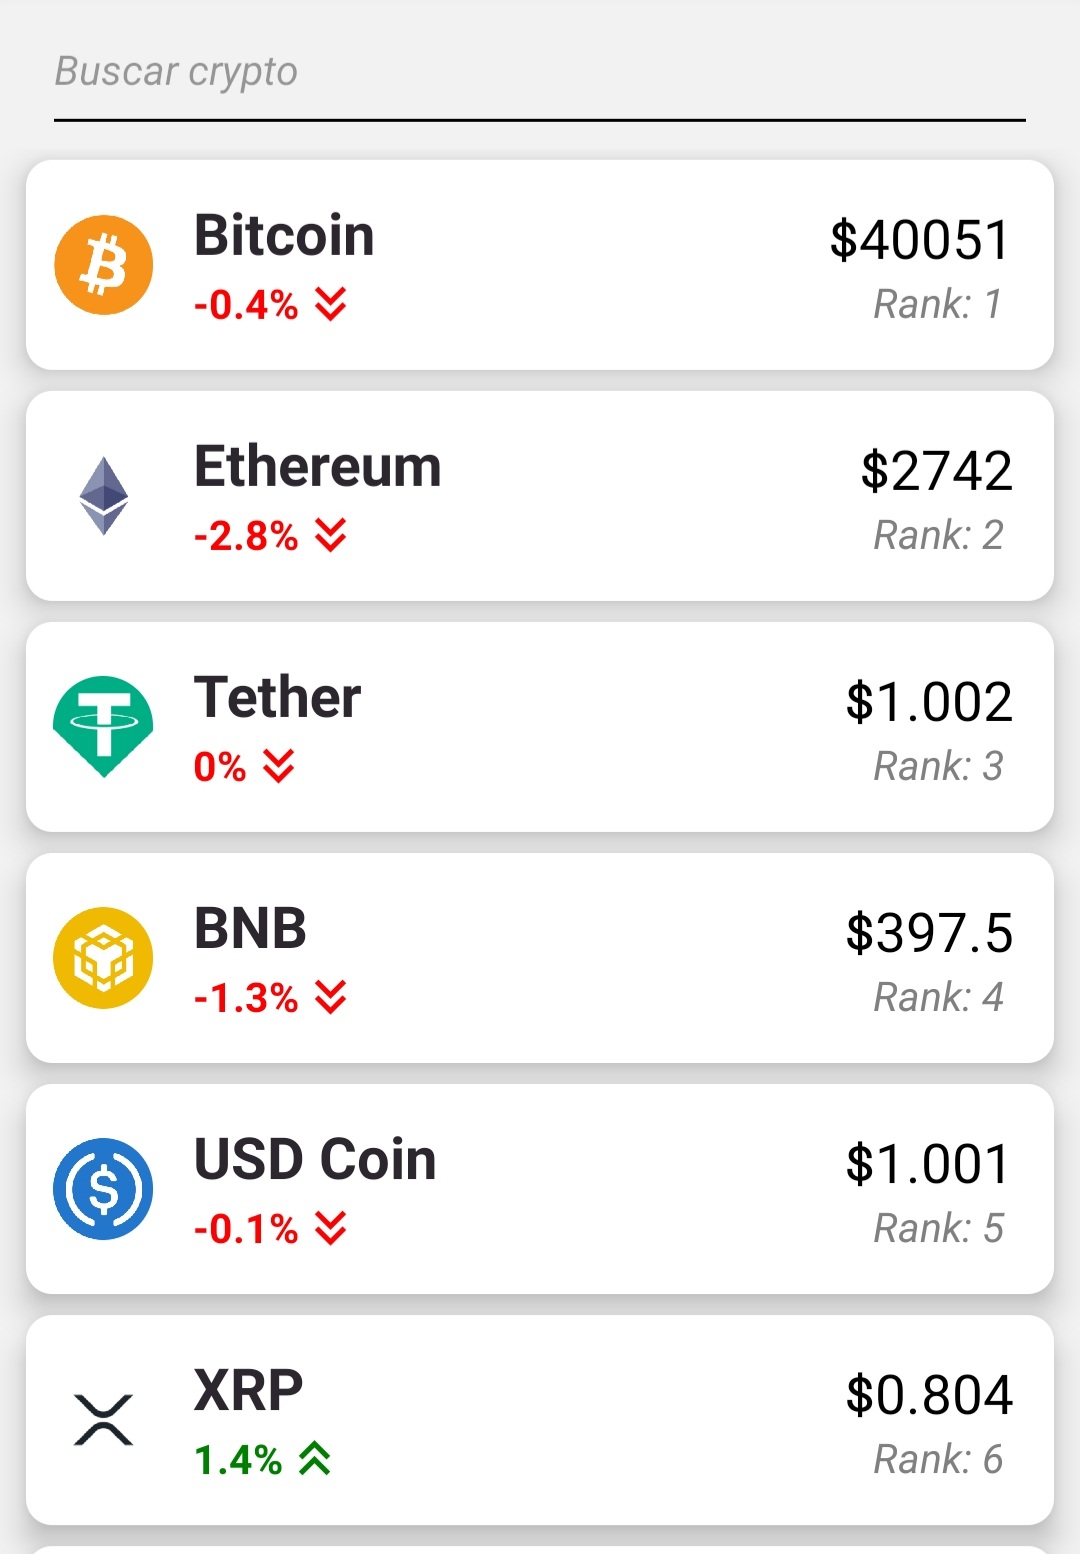 Buscar crypto
Bitcoin
$40051
-0.4%
Rank: 1
Ethereum
$2742
-2.8%
Rank: 2
Tether
$1.002
0%
Rank: 3
BNB
$397.5
-1.3%
Rank: 4
USD Coin
$1.001
-0.1%
Rank: 5
XRP
$0.804
1.4%
Rank: 6